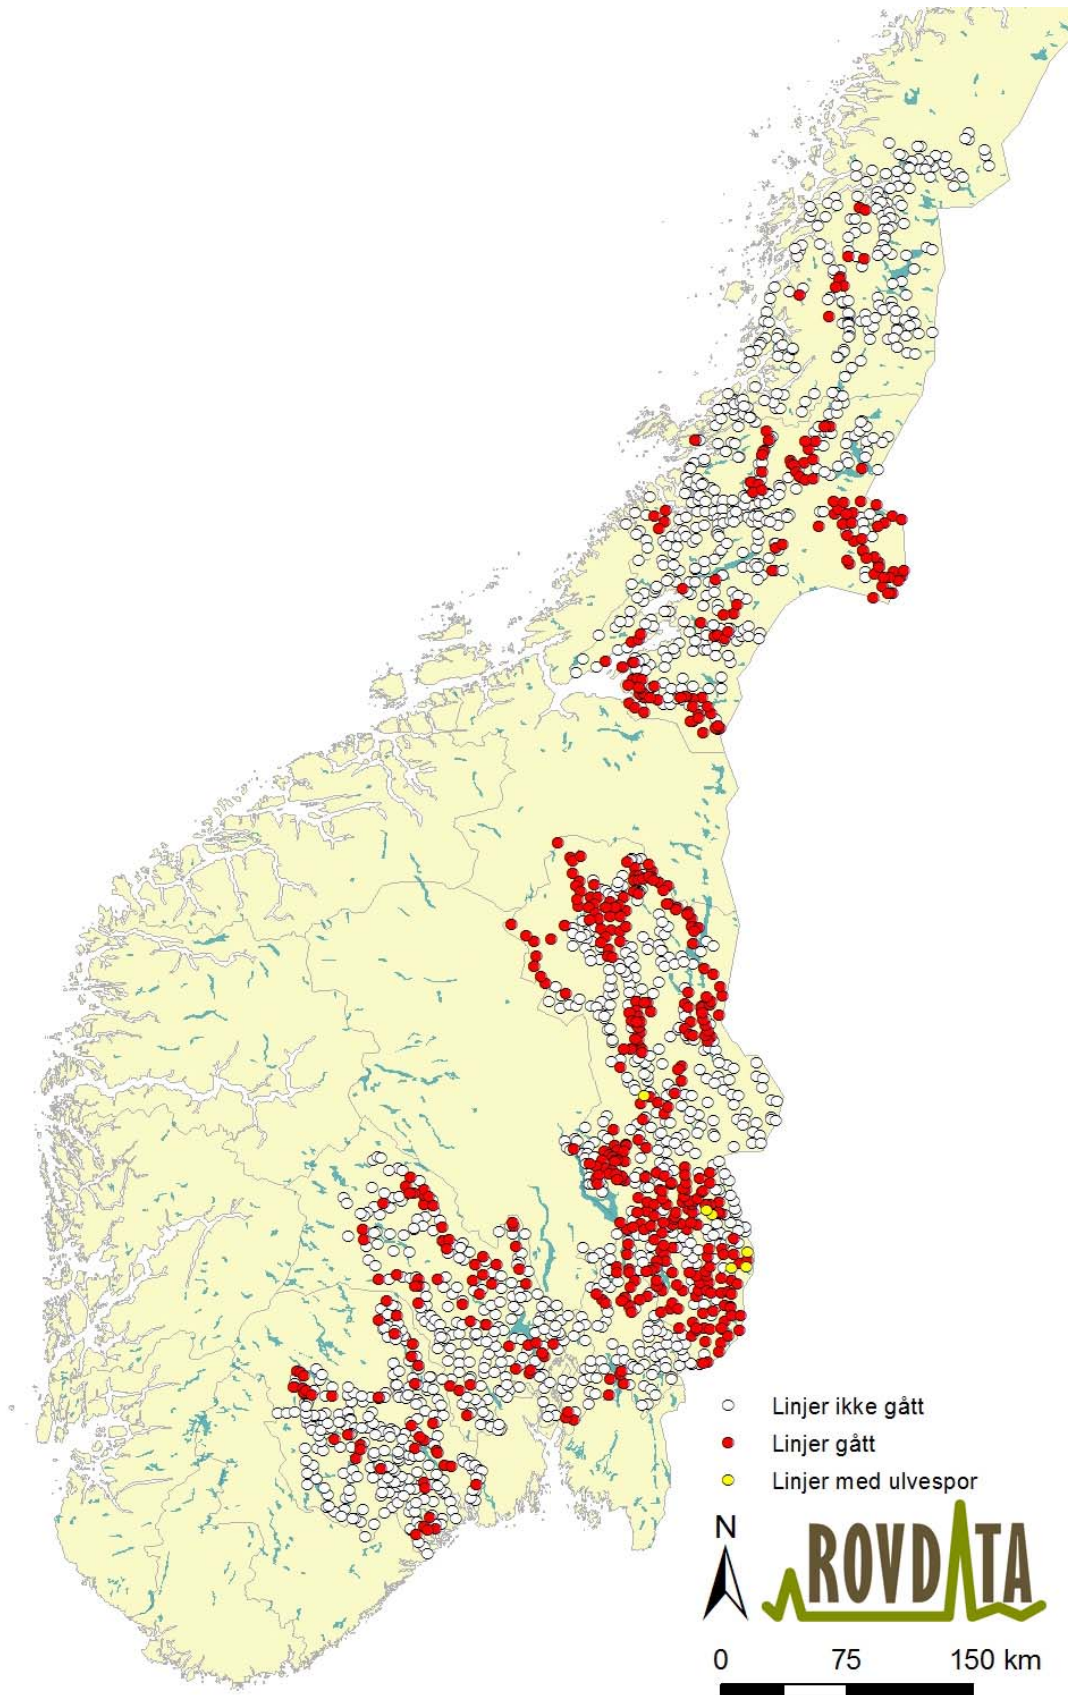 Linjer ikke gått
Linjer gått
Linjer med ulvespor
N
ROVDATA
0 75 150 km